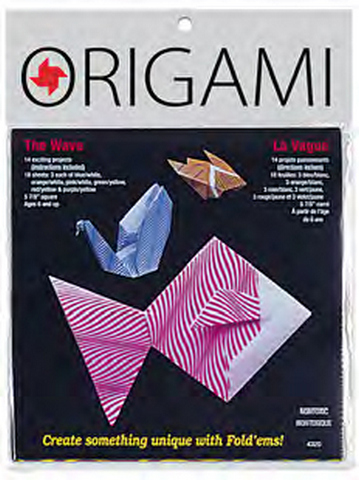 ORIGAMI
The Wave
14 exciting projects
(instructions included)
18 sheets: 3 each of blue/white,
orange/white, pink/white, green/yellow,
red/yellow & purple/yellow
5 7/8" square
Ages 6 and up
La Vague
14 projets passionnants
(directions inclues)
18 feuilles: 3 bleu/blanc,
3 orange/blanc,
3 rose/blanc, 3 vert/jaune,
3 rouge/jaune et 3 violet/jaune
5 7/8" carré
À partir de l'âge
de 6 ans
NONTOXIC
NON-TOXIQUE
Create something unique with Fold'ems!